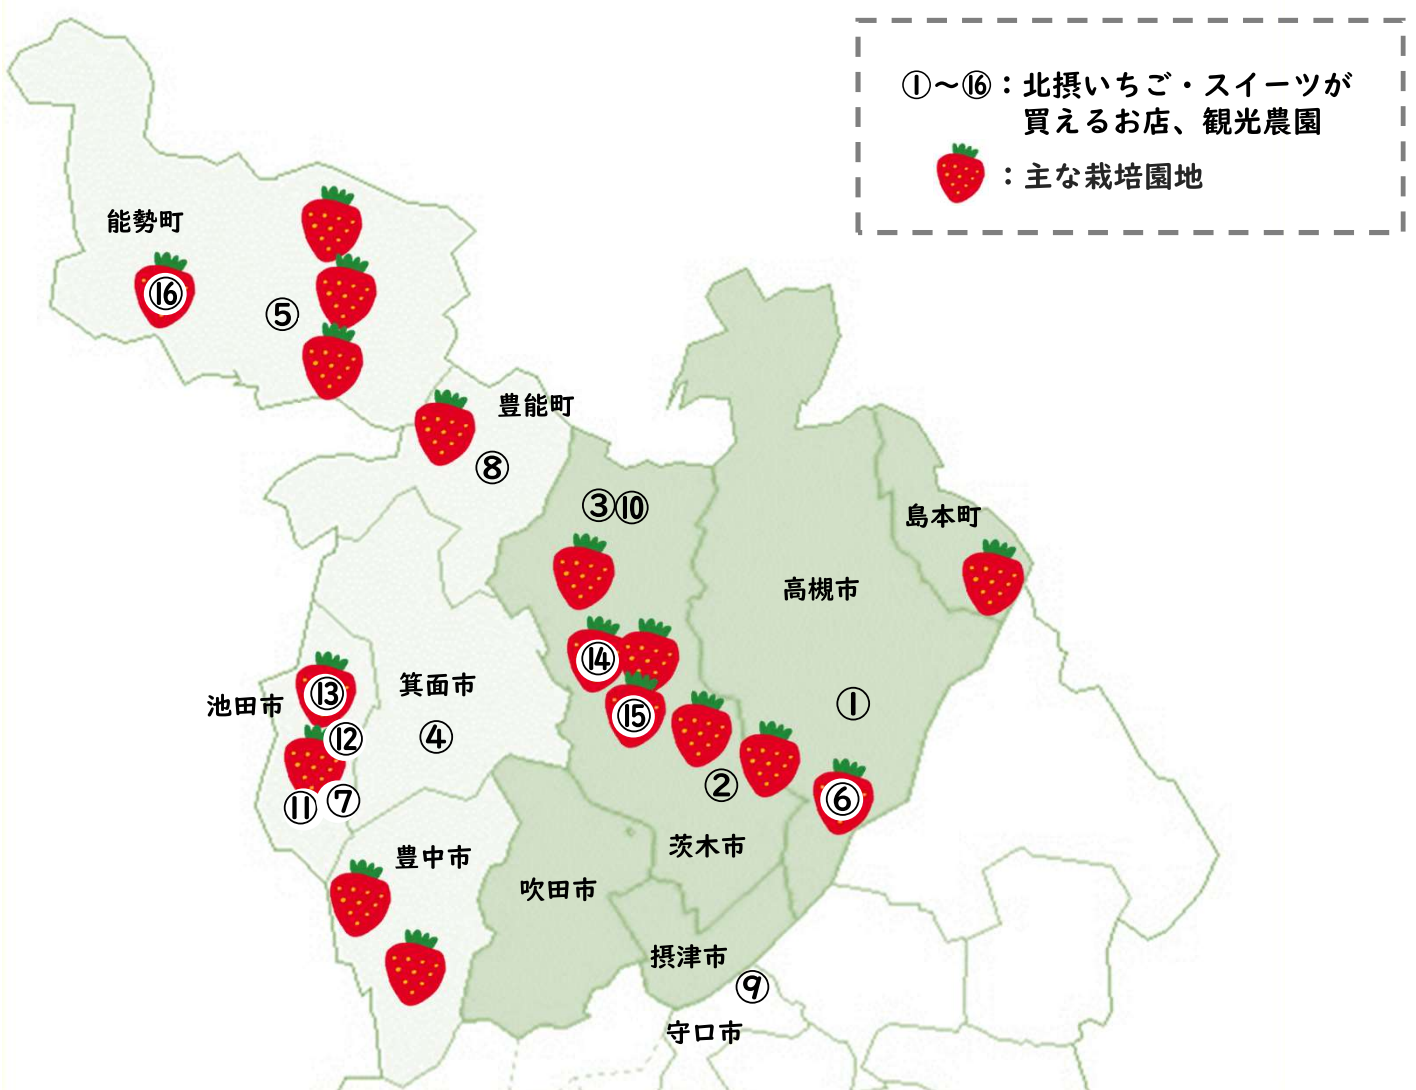 ①～⑯：北摂いちご・スイーツが
買えるお店、観光農園
：主な栽培園地
能勢町
⑯
⑤
豊能町
⑧
③⑩
島本町
高槻市
⑭
⑮
①
箕面市
④
池田市
⑬
⑫
⑪
⑦
②
⑥
茨木市
豊中市
吹田市
摂津市
⑨
守口市